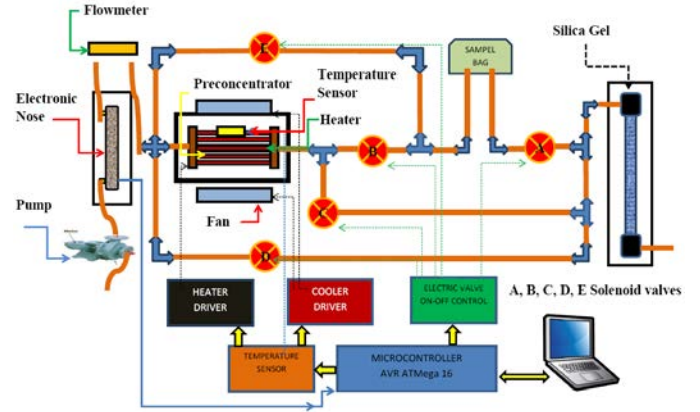 Flowmeter
Silica Gel
E
SAMPEL
BAG
Preconcentrator
Temperature
Sensor
Electronic
Nose
Heater
B
A
C
Pump
Fan
D
HEATER
DRIVER
COOLER
DRIVER
ELECTRIC VALVE
ON-OFF CONTROL
A, B, C, D, E Solenoid valves
TEMPERATURE
SENSOR
MICROCONTROLLER
AVR ATMega 16